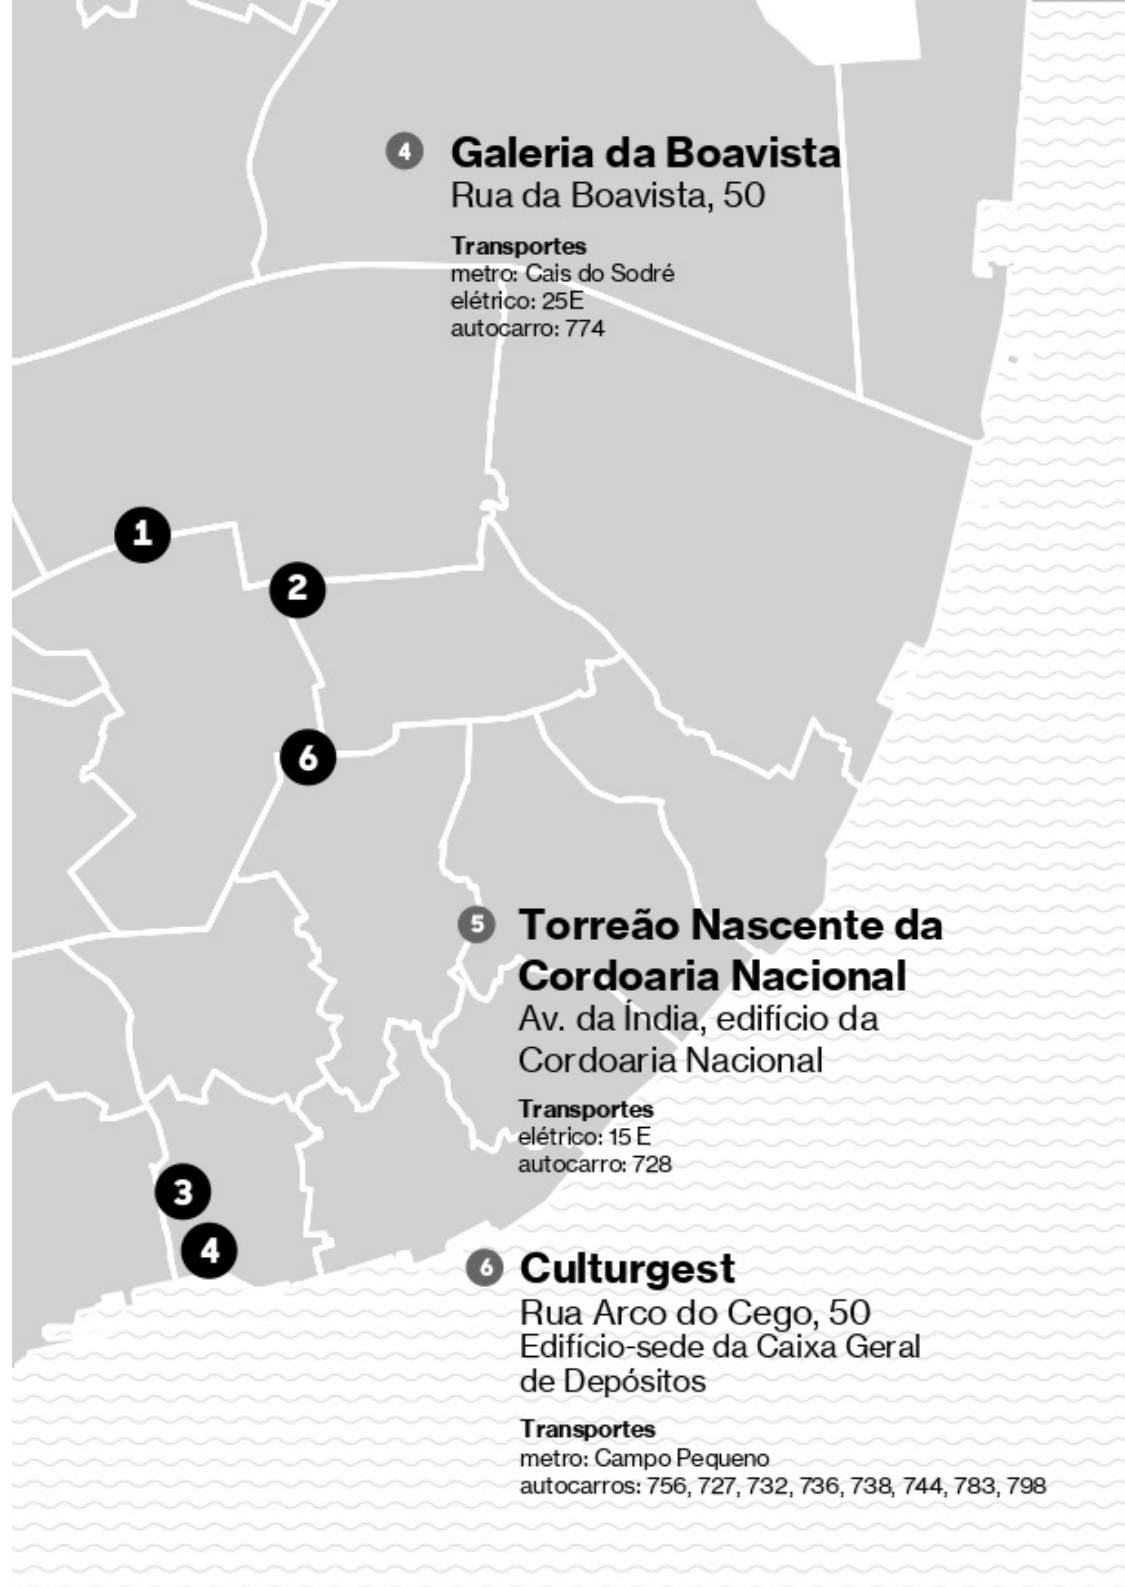 4 Galeria da Boavista
Rua da Boavista, 50
Transportes
metro: Cais do Sodré
elétrico: 25E
autocarro: 774
1
2
6
5 Torreão Nascente da
Cordoaria Nacional
Av. da Índia, edifício da
Cordoaria Nacional
Transportes
elétrico: 15 E
autocarro: 728
3
4
6 Culturgest
Rua Arco do Cego, 50
Edifício-sede da Caixa Geral
de Depósitos
Transportes
metro: Campo Pequeno
autocarros: 756, 727, 732, 736, 738, 744, 783, 798